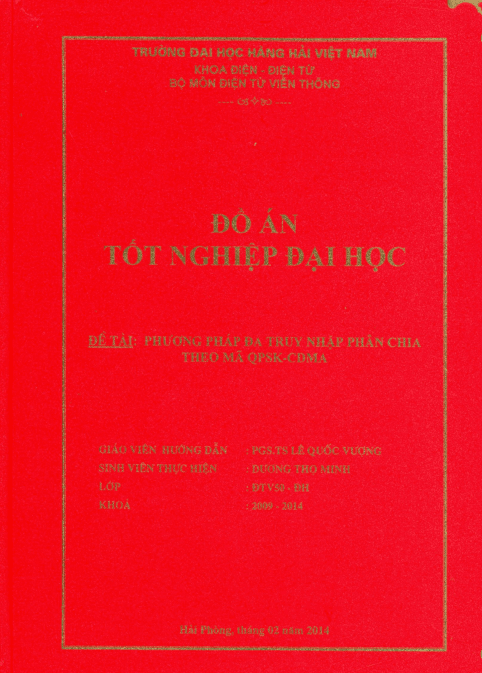 TRƯỜNG ĐẠI HỌC HÀNG HẢI VIỆT NAM
KHOA ĐIỆN - ĐIỆN TỬ
BỘ MÔN ĐIỆN TỬ VIỄN THÔNG
ĐỒ ÁN
TỐT NGHIỆP ĐẠI HỌC
ĐỀ TÀI: PHƯƠNG PHÁP ĐA TRUY NHẬP PHÂN CHIA
THEO MÃ QPSK-CDMA
GIÁO VIÊN HƯỚNG DẪN : PGS.TS LÊ QUỐC VƯỢNG
SINH VIÊN THỰC HIỆN : DƯƠNG THỌ MINH
LỚP : ĐTV50 - ĐH
KHOÁ : 2009 - 2014
Hải Phòng, tháng 02 năm 2014